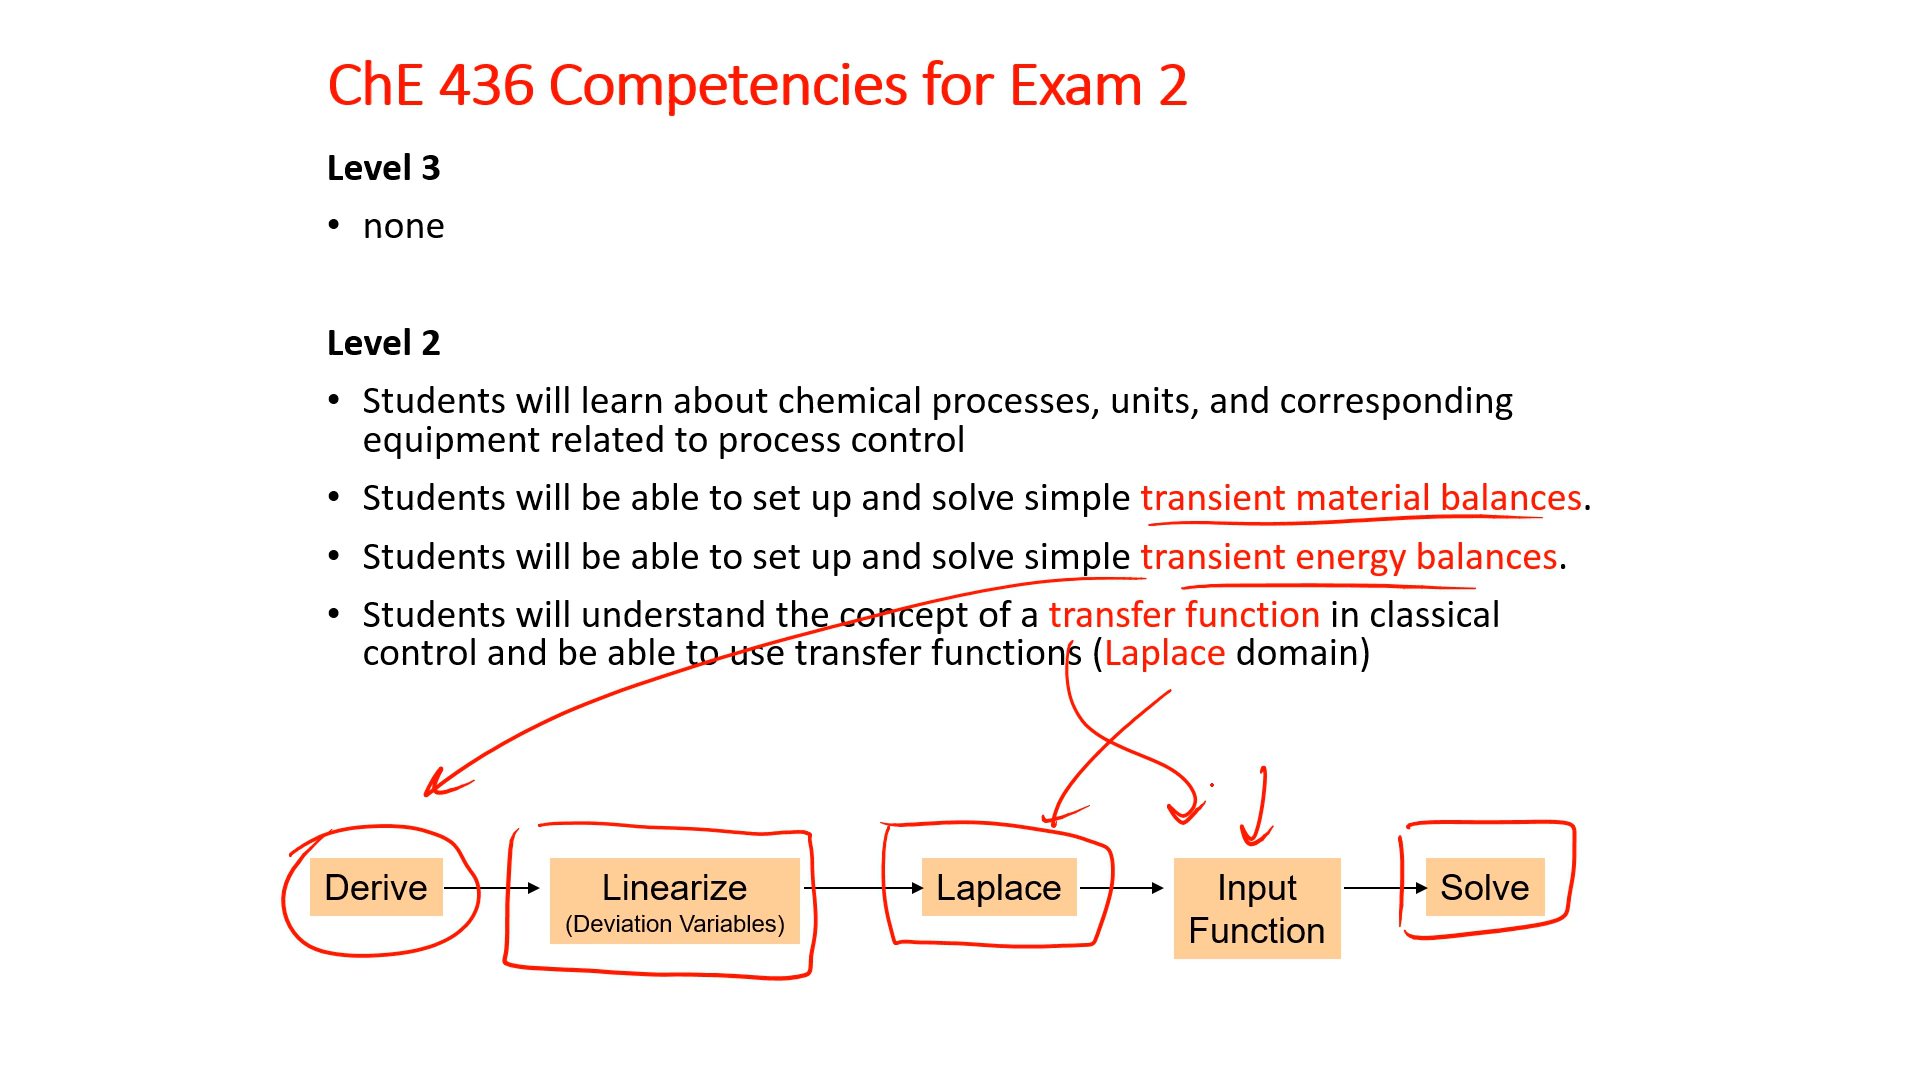 ChE 436 Competencies for Exam 2
Level 3
• none
Level 2
• Students will learn about chemical processes, units, and corresponding
equipment related to process control
• Students will be able to set up and solve simple transient material balances.
• Students will be able to set up and solve simple transient energy balances.
• Students will understand the concept of a transfer function in classical
control and be able to use transfer functions (Laplace domain)
Derive
Linearize
(Deviation Variables)
Laplace
Input
Function
Solve